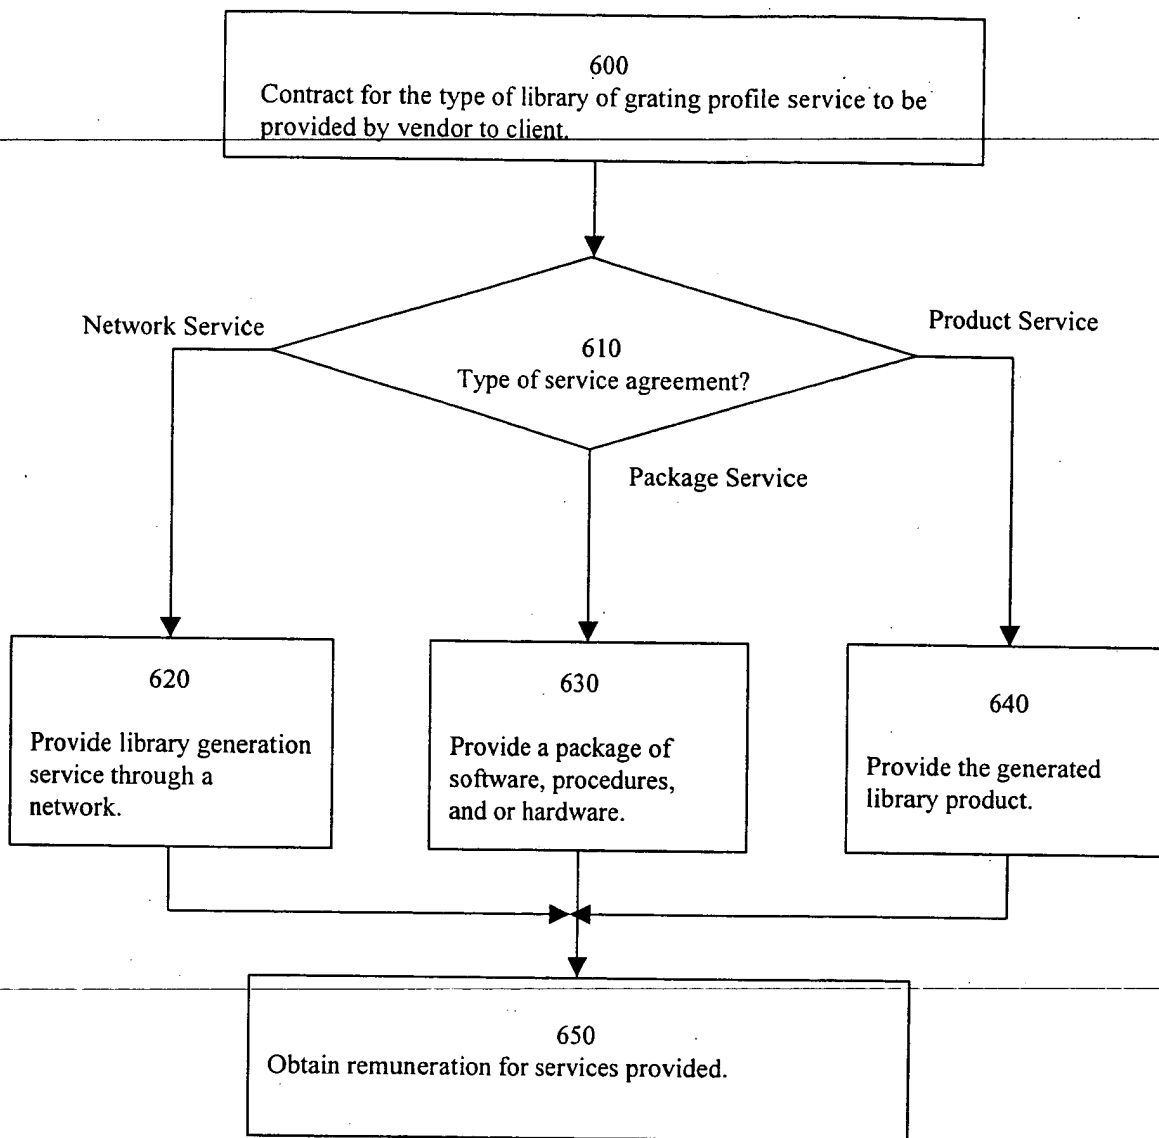 600
Contract for the type of library of grating profile service to be
provided by vendor to client.
Network Service
Product Service
610
Type of service agreement?
Package Service
620
Provide library generation
service through a
network.
630
Provide a package of
software, procedures,
and or hardware.
640
Provide the generated
library product.
650
Obtain remuneration for services provided.